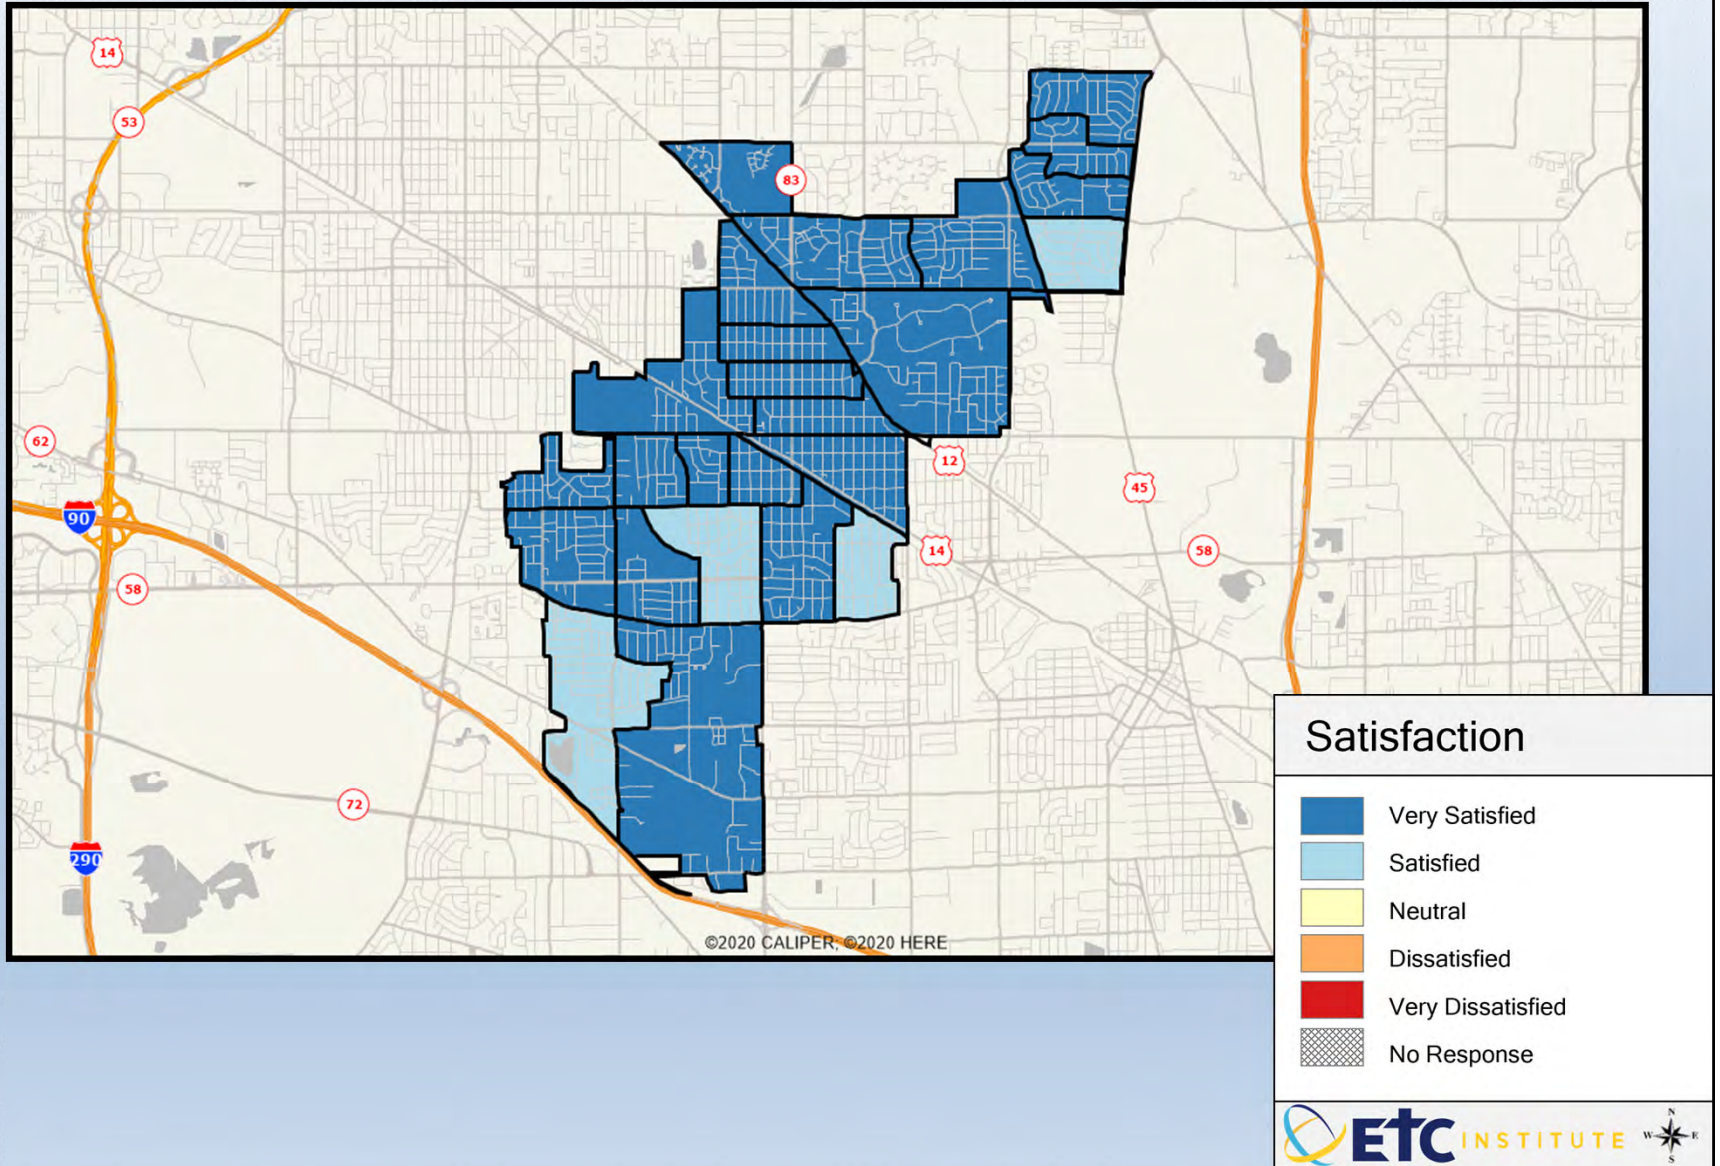 14
53
83
62
12
45
90
14
58
58
72
290
©2020 CALIPER; ©2020 HERE
Satisfaction
Very Satisfied
Satisfied
Neutral
Dissatisfied
Very Dissatisfied
No Response
N
W E
S
ETC INSTITUTE